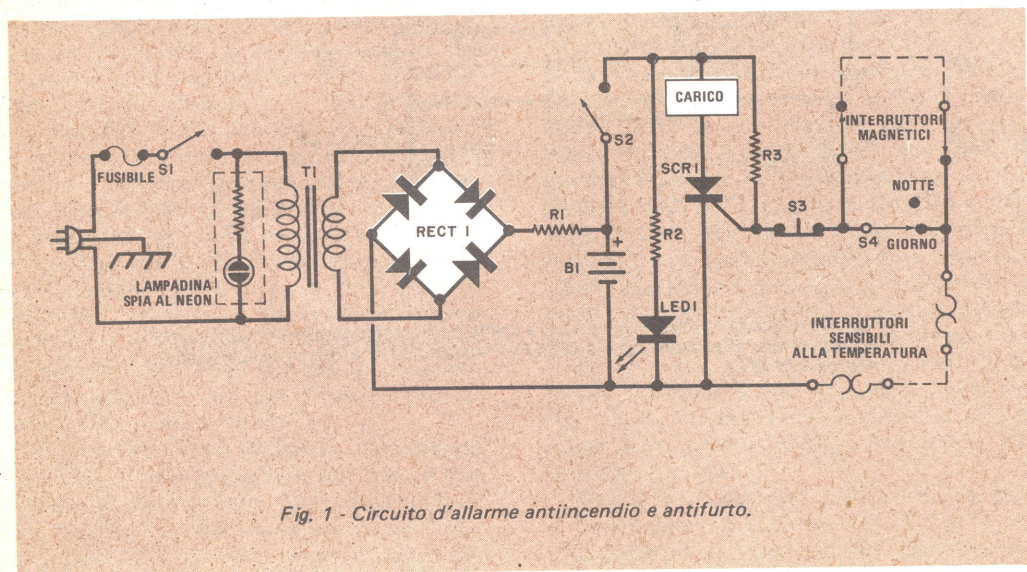 FUSIBILE
S1
T1
LAMPADINA
SPIA AL NEON
RECT 1
R1
S2
B1
+
R2
LED1
CARICO
SCR1
R3
S3
INTERRUTTORI
MAGNETICI
NOTTE
S4
GIORNO
INTERRUTTORI
SENSIBILI
ALLA TEMPERATURA
Fig. 1 - Circuito d'allarme antiincendio e antifurto.